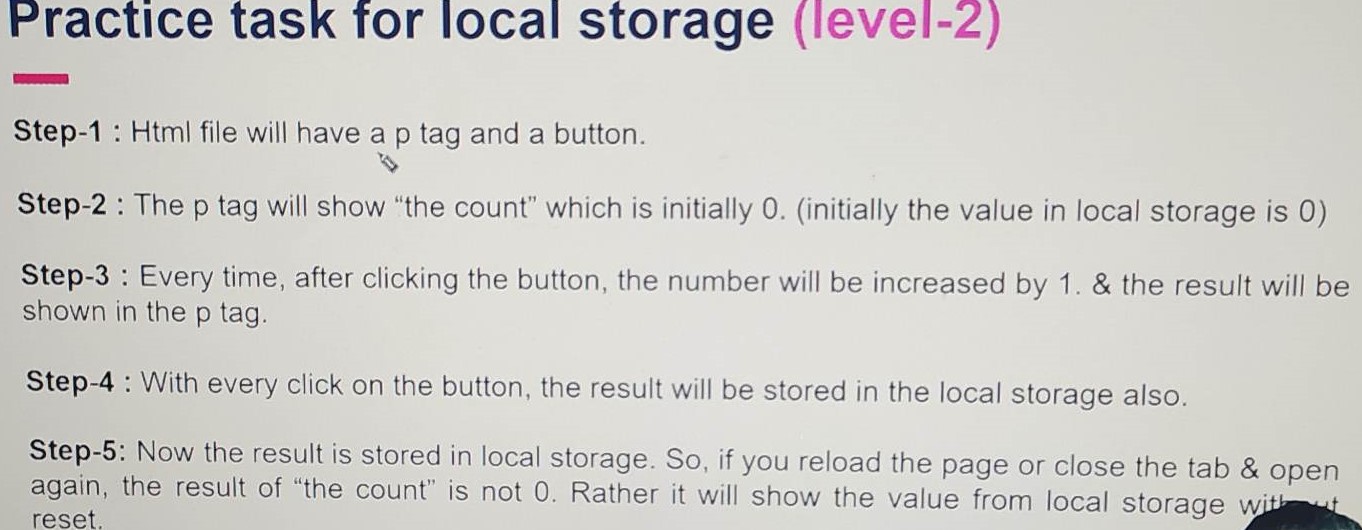 Practice task for local storage (level-2)
Step-1 : Html file will have a p tag and a button.
Step-2 : The p tag will show “the count” which is initially 0. (initially the value in local storage is 0)
Step-3 : Every time, after clicking the button, the number will be increased by 1. & the result will be
shown in the p tag.
Step-4 : With every click on the button, the result will be stored in the local storage also.
Step-5: Now the result is stored in local storage. So, if you reload the page or close the tab & open
again, the result of “the count” is not 0. Rather it will show the value from local storage without
reset.